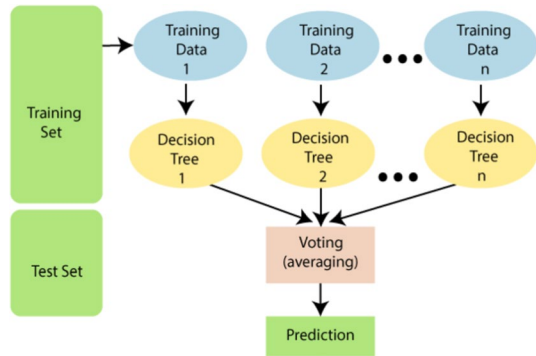 Training
Data
1
Training
Data
2
Training
Data
n
Training
Set
Decision
Tree
1
Decision
Tree
2
Decision
Tree
n
Test Set
Voting
(averaging)
Prediction